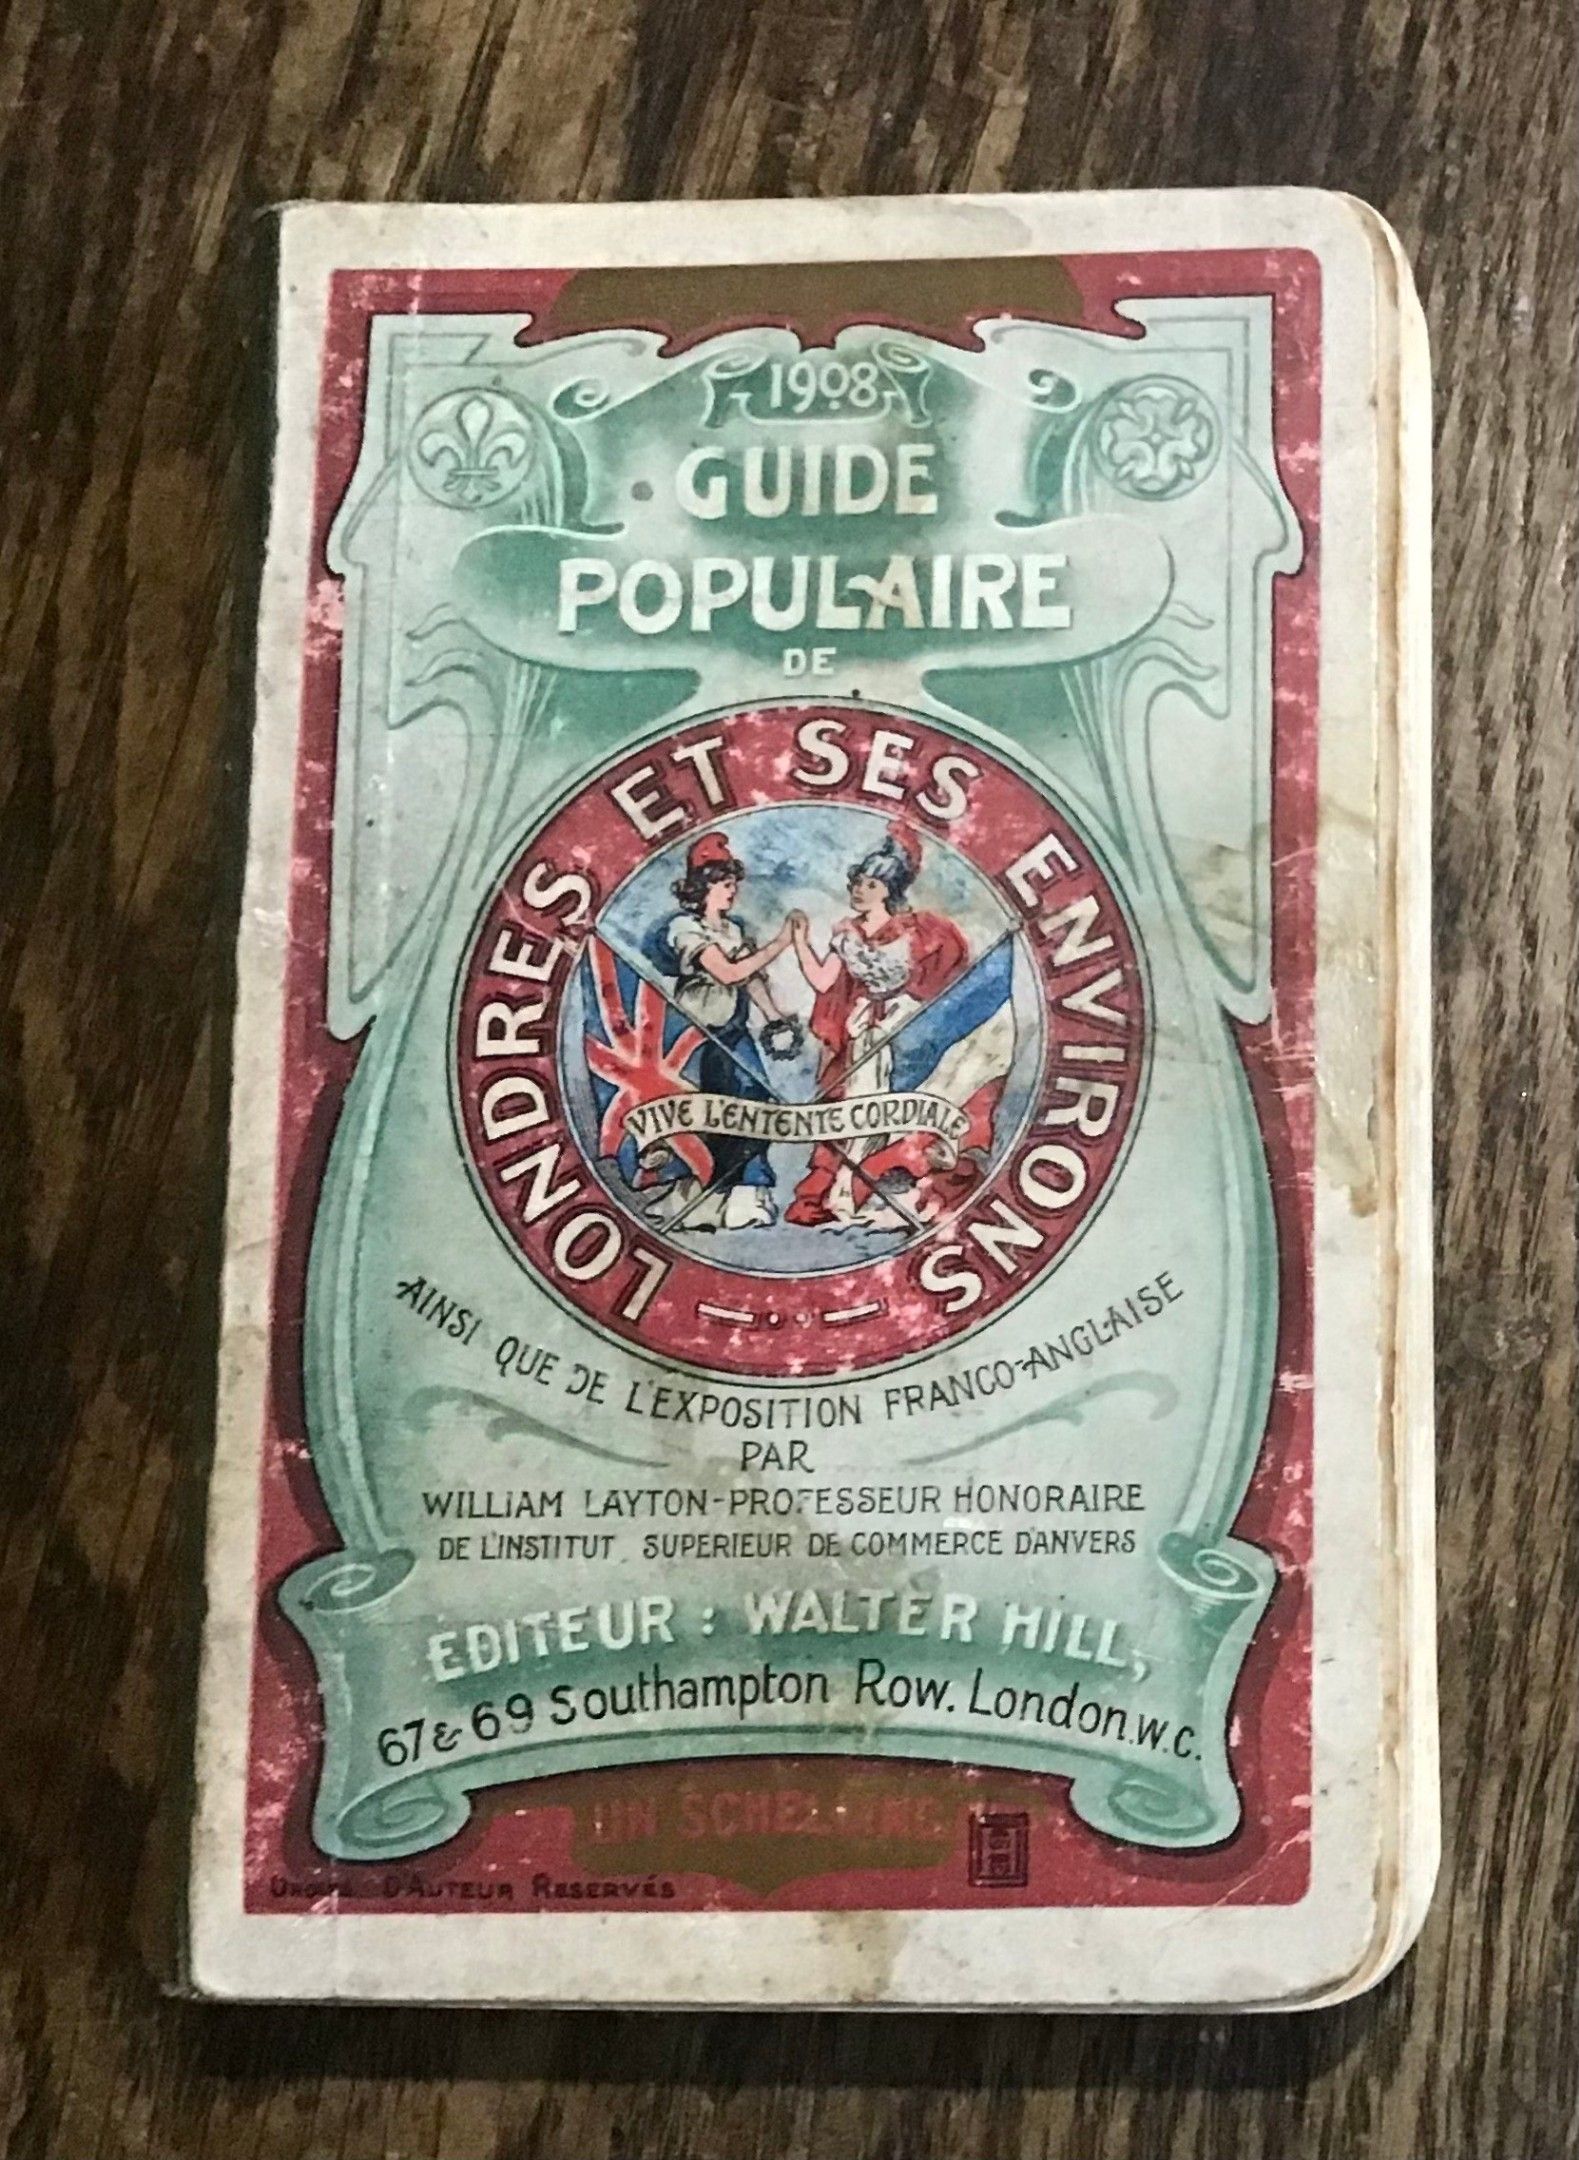 1908
GUIDE
POPULAIRE
DE
LONDRES ET SES ENVIRONS
VIVE L'ENTENTE CORDIALE
AINSI QUE DE L'EXPOSITION FRANCO-ANGLAISE
PAR
WILLIAM LAYTON-PROFESSEUR HONORAIRE
DE L'INSTITUT SUPERIEUR DE COMMERCE D'ANVERS
EDITEUR : WALTER HILL,
67 & 69 Southampton Row. London. W.C.
UN SCHELLING
DROITS D'AUTEUR RESERVÉS